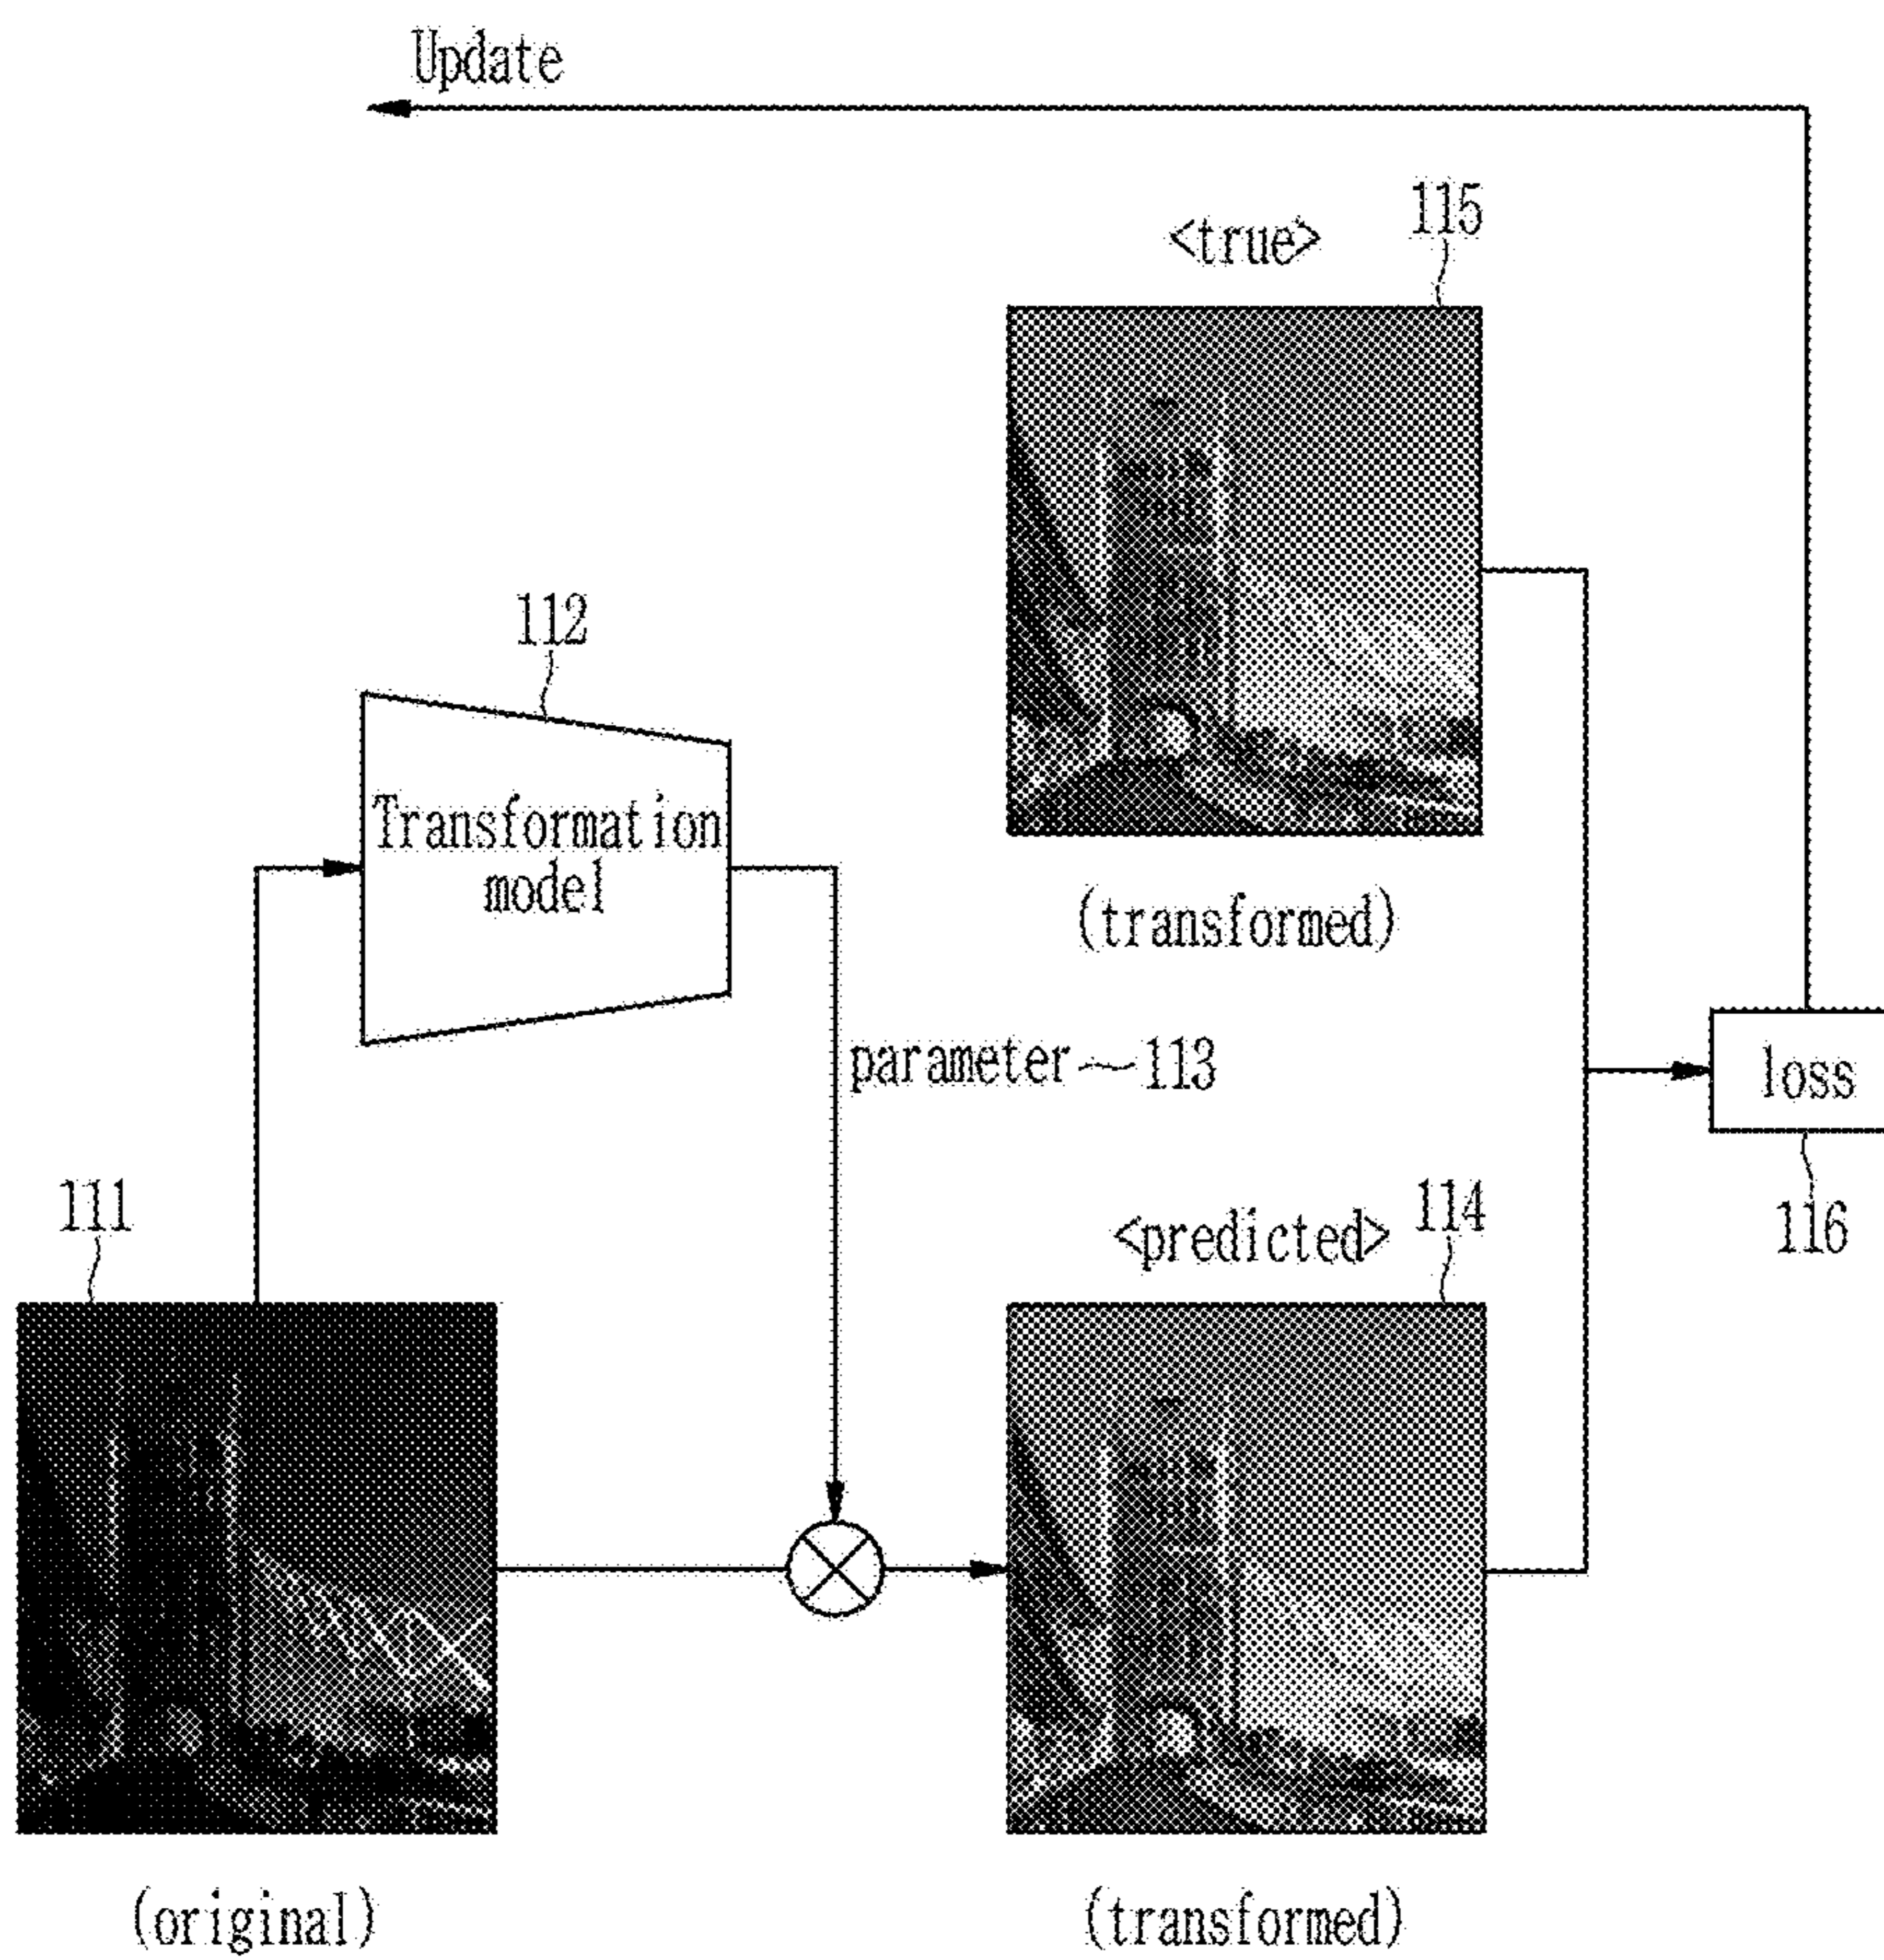 Update
<true>
115
112
Transformation
model
(transformed)
parameter
113
loss
111
<predicted>
114
116
(original)
(transformed)